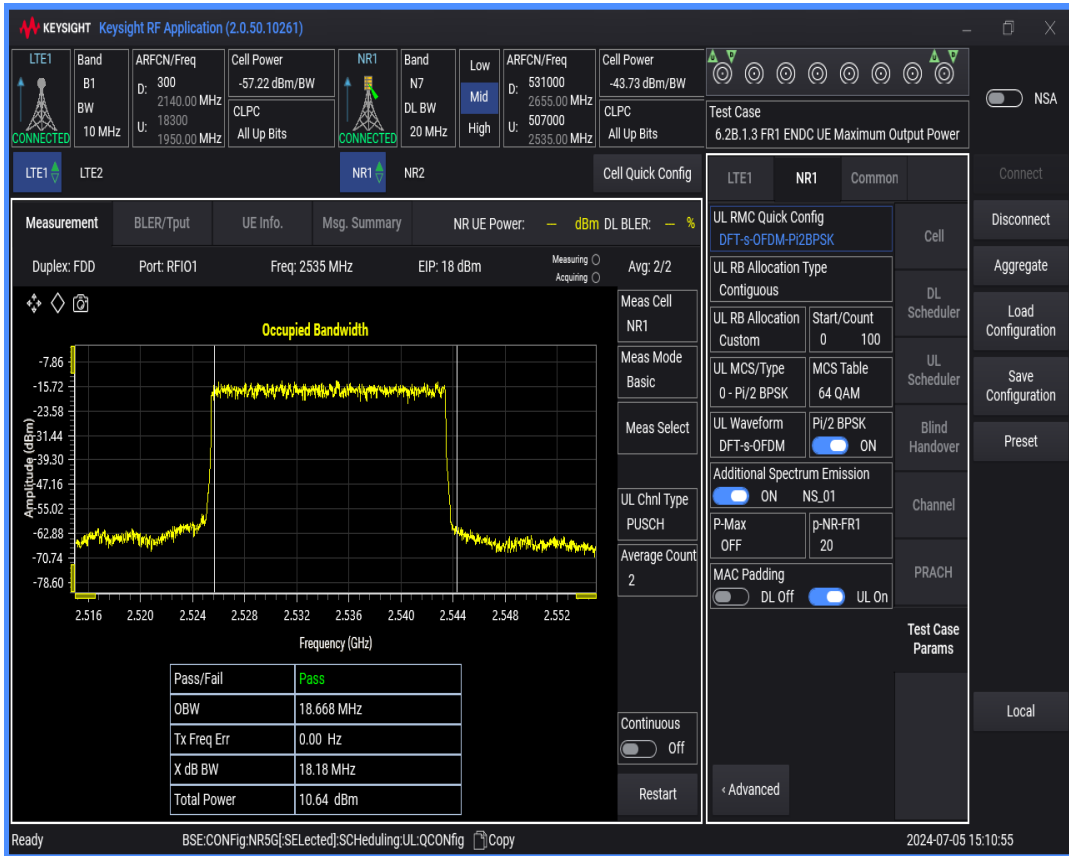 KEYSIGHT Keysight RF Application (2.0.50.10261)
LTE1
CONNECTED
Band
B1
BW
10 MHz
ARFCN/Freq
D: 300
2140.00 MHz
U: 18300
1950.00 MHz
Cell Power
-57.22 dBm/BW
CLPC
All Up Bits
NR1
CONNECTED
Band
N7
DL BW
20 MHz
Low
Mid
High
ARFCN/Freq
D: 531000
2655.00 MHz
U: 507000
2535.00 MHz
Cell Power
-43.73 dBm/BW
CLPC
All Up Bits
Test Case
6.2B.1.3 FR1 ENDC UE Maximum Output Power
NSA
LTE1 LTE2 NR1 NR2 Cell Quick Config
Measurement BLER/Tput UE Info. Msg. Summary NR UE Power: — dBm DL BLER: — %
Duplex: FDD Port: RFIO1 Freq: 2535 MHz EIP: 18 dBm Measuring Avg: 2/2
Acquiring
Occupied Bandwidth
Amplitude (dBm)
-7.86
-15.72
-23.58
-31.44
-39.30
-47.16
-55.02
-62.88
-70.74
-78.60
2.516 2.520 2.524 2.528 2.532 2.536 2.540 2.544 2.548 2.552
Frequency (GHz)
Pass/Fail Pass
OBW 18.668 MHz
Tx Freq Err 0.00 Hz
X dB BW 18.18 MHz
Total Power 10.64 dBm
Meas Cell
NR1
Meas Mode
Basic
Meas Select
UL Chnl Type
PUSCH
Average Count
2
Continuous
Off
Restart
LTE1 NR1 Common
UL RMC Quick Config
DFT-s-OFDM-Pi2BPSK
UL RB Allocation Type
Contiguous
UL RB Allocation Start/Count
Custom 0 100
UL MCS/Type MCS Table
0 - Pi/2 BPSK 64 QAM
UL Waveform Pi/2 BPSK
DFT-s-OFDM ON
Additional Spectrum Emission
ON NS_01
P-Max p-NR-FR1
OFF 20
MAC Padding
DL Off UL On
‹ Advanced
Cell
DL
Scheduler
UL
Scheduler
Blind
Handover
Channel
PRACH
Test Case
Params
Connect
Disconnect
Aggregate
Load
Configuration
Save
Configuration
Preset
Local
Ready BSE:CONFig:NR5G[:SELected]:SCHeduling:UL:QCONfig Copy 2024-07-05 15:10:55